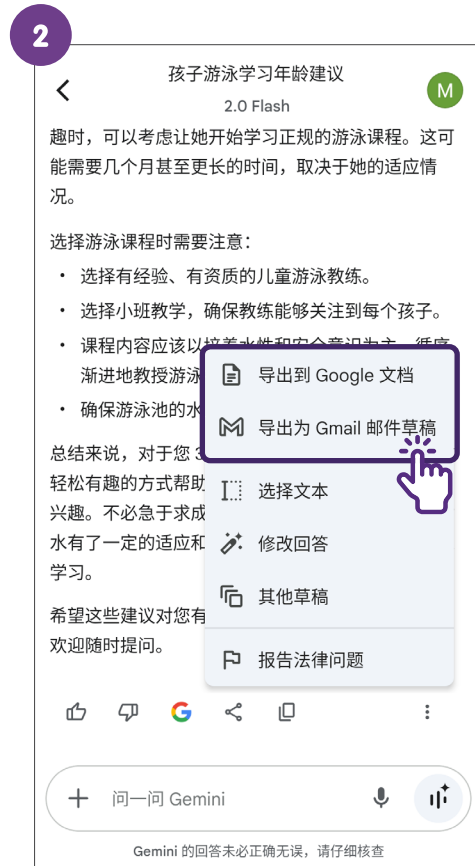 2
孩子游泳学习年龄建议
2.0 Flash
M
趣时，可以考虑让她开始学习正规的游泳课程。这可
能需要几个月甚至更长的时间，取决于她的适应情
况。
选择游泳课程时需要注意：
• 选择有经验、有资质的儿童游泳教练。
• 选择小班教学，确保教练能够关注到每个孩子。
• 课程内容应该以培养水性和安全意识为主，循序
渐进地教授游泳
• 确保游泳池的水
总结来说，对于您 3
轻松有趣的方式帮助
兴趣。不必急于求成
水有了一定的适应和
学习。
希望这些建议对您有
欢迎随时提问。
导出到 Google 文档
导出为 Gmail 邮件草稿
选择文本
修改回答
其他草稿
报告法律问题
问一问 Gemini
Gemini 的回答未必正确无误，请仔细核查